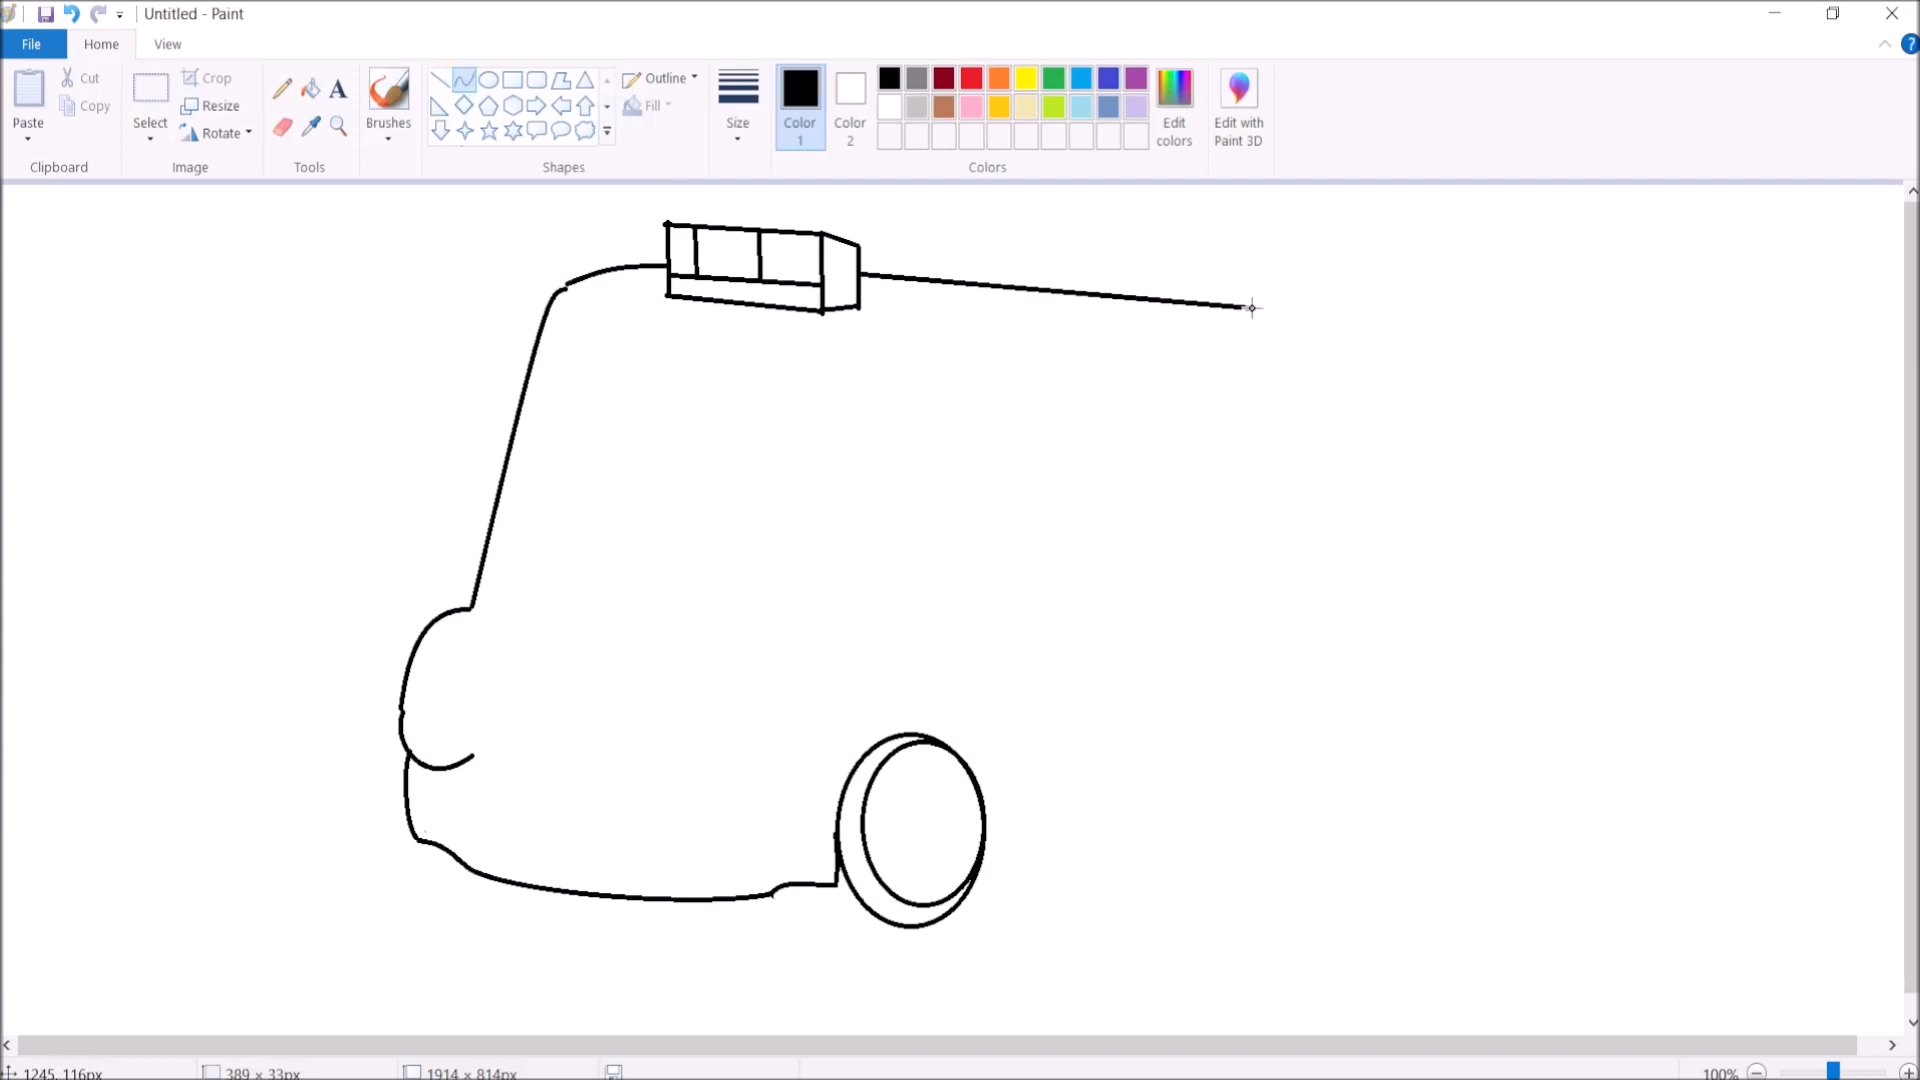 Untitled - Paint
File Home View
Paste
Cut
Copy
Clipboard
Select
Crop
Resize
Rotate
Image
A
Tools
Brushes
Shapes
Outline
Fill
Size
Color 1
Color 2
Colors
Edit colors
Edit with Paint 3D
?
1245, 116px 389 × 33px 1914 × 814px 100%